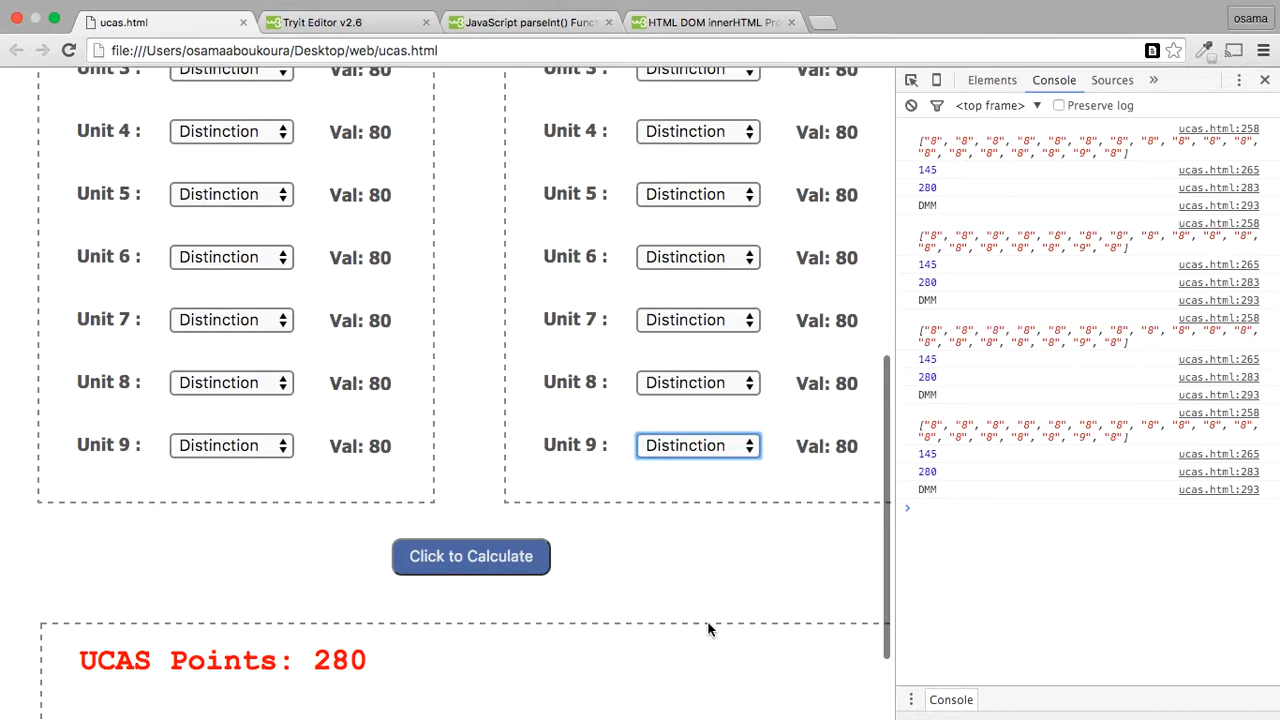 ucas.html
Tryit Editor v2.6
JavaScript parseInt() Funct
HTML DOM innerHTML Pro
osama
file:///Users/osamaaboukoura/Desktop/web/ucas.html
Unit 3 : Distinction Val: 80
Unit 3 : Distinction Val: 80
Unit 4 : Distinction Val: 80
Unit 4 : Distinction Val: 80
Unit 5 : Distinction Val: 80
Unit 5 : Distinction Val: 80
Unit 6 : Distinction Val: 80
Unit 6 : Distinction Val: 80
Unit 7 : Distinction Val: 80
Unit 7 : Distinction Val: 80
Unit 8 : Distinction Val: 80
Unit 8 : Distinction Val: 80
Unit 9 : Distinction Val: 80
Unit 9 : Distinction Val: 80
Click to Calculate
UCAS Points: 280
Elements Console Sources »
<top frame> ▼ Preserve log
ucas.html:258
["8", "8", "8", "8", "8", "8", "8", "8", "8", "8", "8",
"8", "8", "8", "8", "8", "9", "8"]
145 ucas.html:265
280 ucas.html:283
DMM ucas.html:293
ucas.html:258
["8", "8", "8", "8", "8", "8", "8", "8", "8", "8", "8",
"8", "8", "8", "8", "8", "9", "8"]
145 ucas.html:265
280 ucas.html:283
DMM ucas.html:293
ucas.html:258
["8", "8", "8", "8", "8", "8", "8", "8", "8", "8", "8",
"8", "8", "8", "8", "8", "9", "8"]
145 ucas.html:265
280 ucas.html:283
DMM ucas.html:293
ucas.html:258
["8", "8", "8", "8", "8", "8", "8", "8", "8", "8", "8",
"8", "8", "8", "8", "8", "9", "8"]
145 ucas.html:265
280 ucas.html:283
DMM ucas.html:293
>
Console